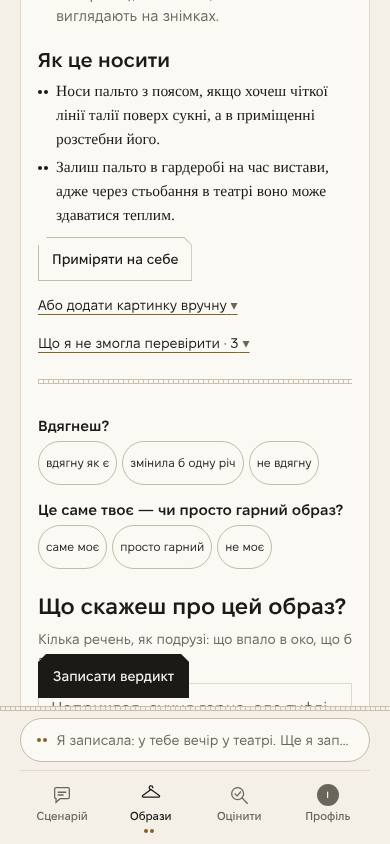 виглядають на знімках.
Як це носити
•• Носи пальто з поясом, якщо хочеш чіткої
лінії талії поверх сукні, а в приміщенні
розстебни його.
•• Залиш пальто в гардеробі на час вистави,
адже через стьобання в театрі воно може
здаватися теплим.
Приміряти на себе
Або додати картинку вручну ▾
Що я не змогла перевірити · 3 ▾
Вдягнеш?
вдягну як є
змінила б одну річ
не вдягну
Це саме твоє — чи просто гарний образ?
саме моє
просто гарний
не моє
Що скажеш про цей образ?
Кілька речень, як подрузі: що впало в око, що б
Записати вердикт
•• Я записала: у тебе вечір у театрі. Ще я зап...
Сценарій
Образи
Оцінити
І
Профіль